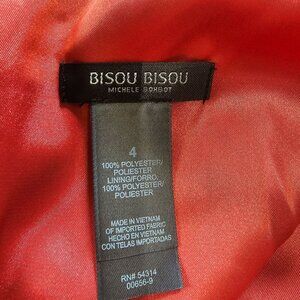 BISOU BISOU
MICHELE BOHBOT
4
100% POLYESTER/
POLIESTER
LINING/FORRO:
100% POLYESTER/
POLIESTER
MADE IN VIETNAM
OF IMPORTED FABRIC
HECHO EN VIETNAM
CON TELAS IMPORTADAS
RN# 54314
00656-9